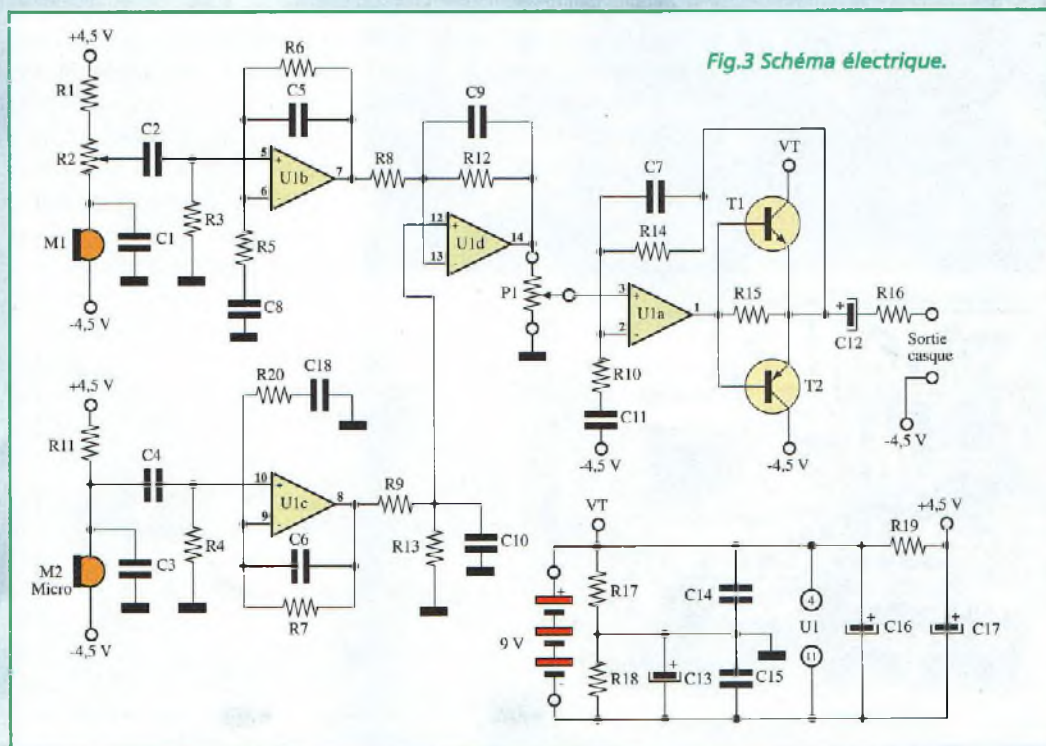 Fig.3 Schéma électrique.
+4,5 V
R1
R2
C2
M1
C1
R3
-4,5 V
R6
C5
5
+
U1b
7
6
-
R5
C8
R8
C9
R12
12
+
U1d
14
13
-
P1
C7
R14
3
+
U1a
1
2
-
R10
C11
-4,5 V
VT
T1
R15
T2
-4,5 V
+
C12
R16
Sortie
casque
-4,5 V
+4,5 V
R11
C4
M2
Micro
C3
R4
-4,5 V
R20
C18
10
+
U1c
8
9
-
C6
R7
R9
R13
C10
VT
+
9 V
-
R17
R18
C13
+
C14
C15
4
U1
11
+
C16
R19
+4,5 V
+
C17